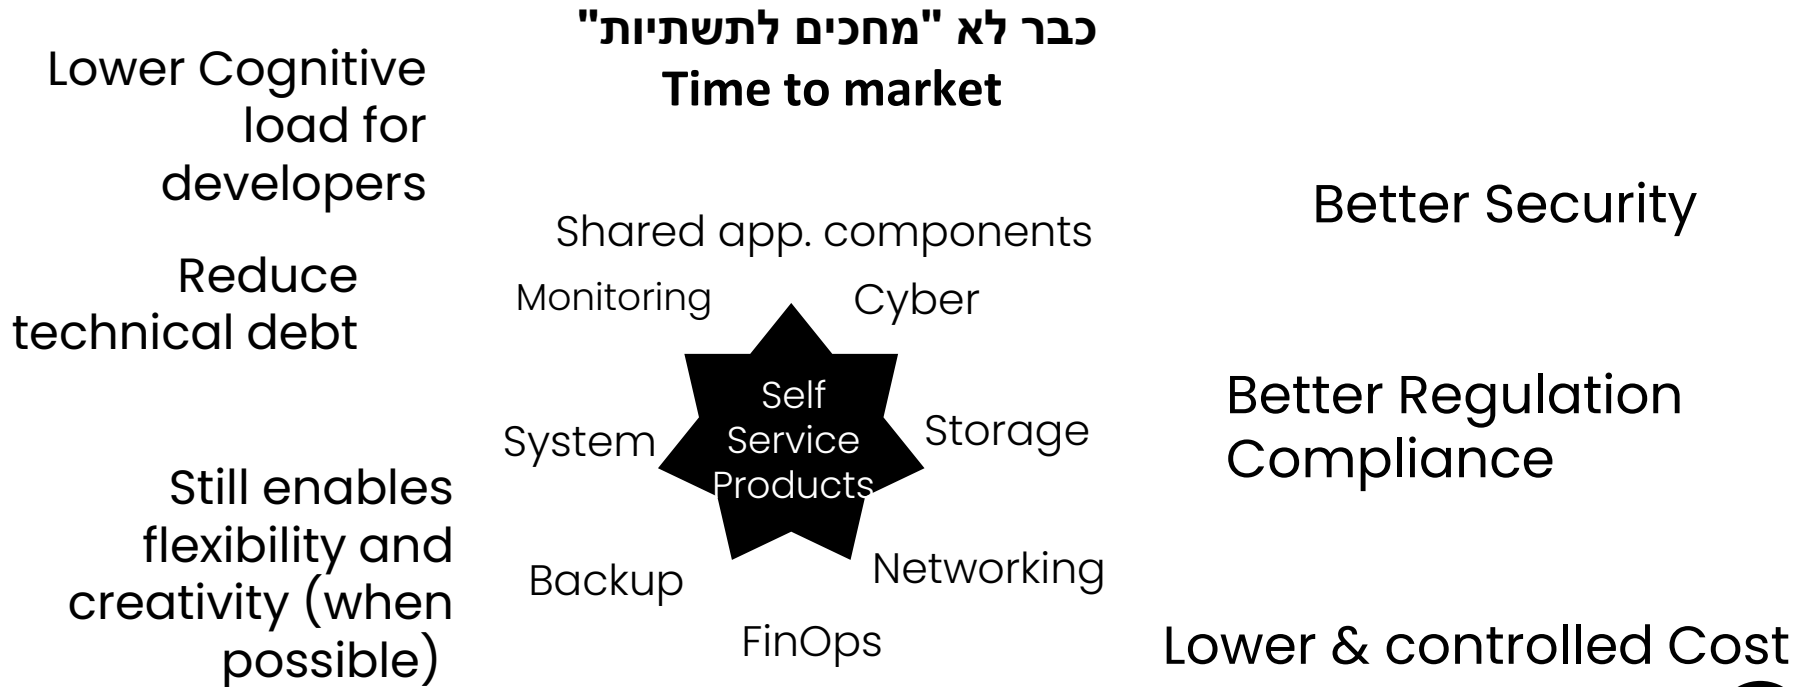 כבר לא "מחכים לתשתיות"
Time to market
Lower Cognitive
load for
developers
Reduce
technical debt
Still enables
flexibility and
creativity (when
possible)
Shared app. components
Monitoring
Cyber
System
Self
Service
Products
Storage
Backup
Networking
FinOps
Better Security
Better Regulation
Compliance
Lower & controlled Cost